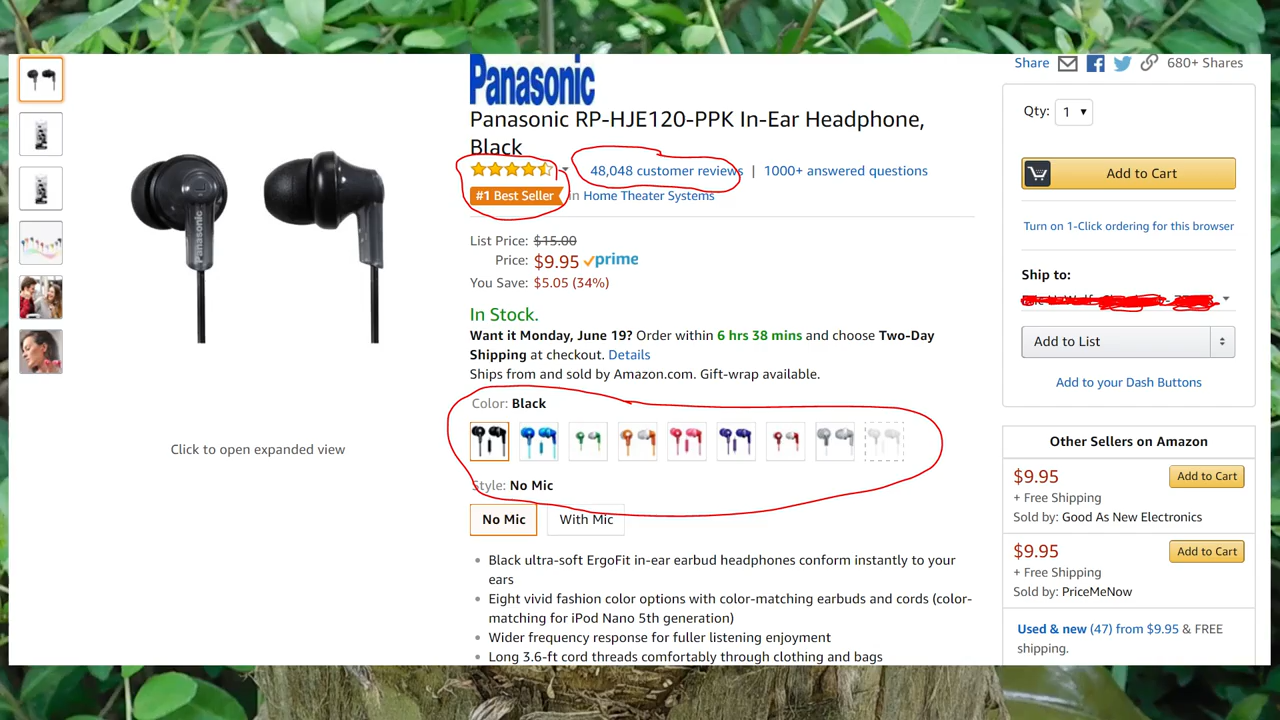 Panasonic
Panasonic RP-HJE120-PPK In-Ear Headphone,
Black
48,048 customer reviews | 1000+ answered questions
#1 Best Seller in Home Theater Systems
List Price: $15.00
Price: $9.95 prime
You Save: $5.05 (34%)
In Stock.
Want it Monday, June 19? Order within 6 hrs 38 mins and choose Two-Day
Shipping at checkout. Details
Ships from and sold by Amazon.com. Gift-wrap available.
Color: Black
Style: No Mic
No Mic With Mic
• Black ultra-soft ErgoFit in-ear earbud headphones conform instantly to your
ears
• Eight vivid fashion color options with color-matching earbuds and cords (color-
matching for iPod Nano 5th generation)
• Wider frequency response for fuller listening enjoyment
• Long 3.6-ft cord threads comfortably through clothing and bags
Panasonic
Click to open expanded view
Share 680+ Shares
Qty: 1
Add to Cart
Turn on 1-Click ordering for this browser
Ship to:
Add to List
Add to your Dash Buttons
Other Sellers on Amazon
$9.95 Add to Cart
+ Free Shipping
Sold by: Good As New Electronics
$9.95 Add to Cart
+ Free Shipping
Sold by: PriceMeNow
Used & new (47) from $9.95 & FREE
shipping.